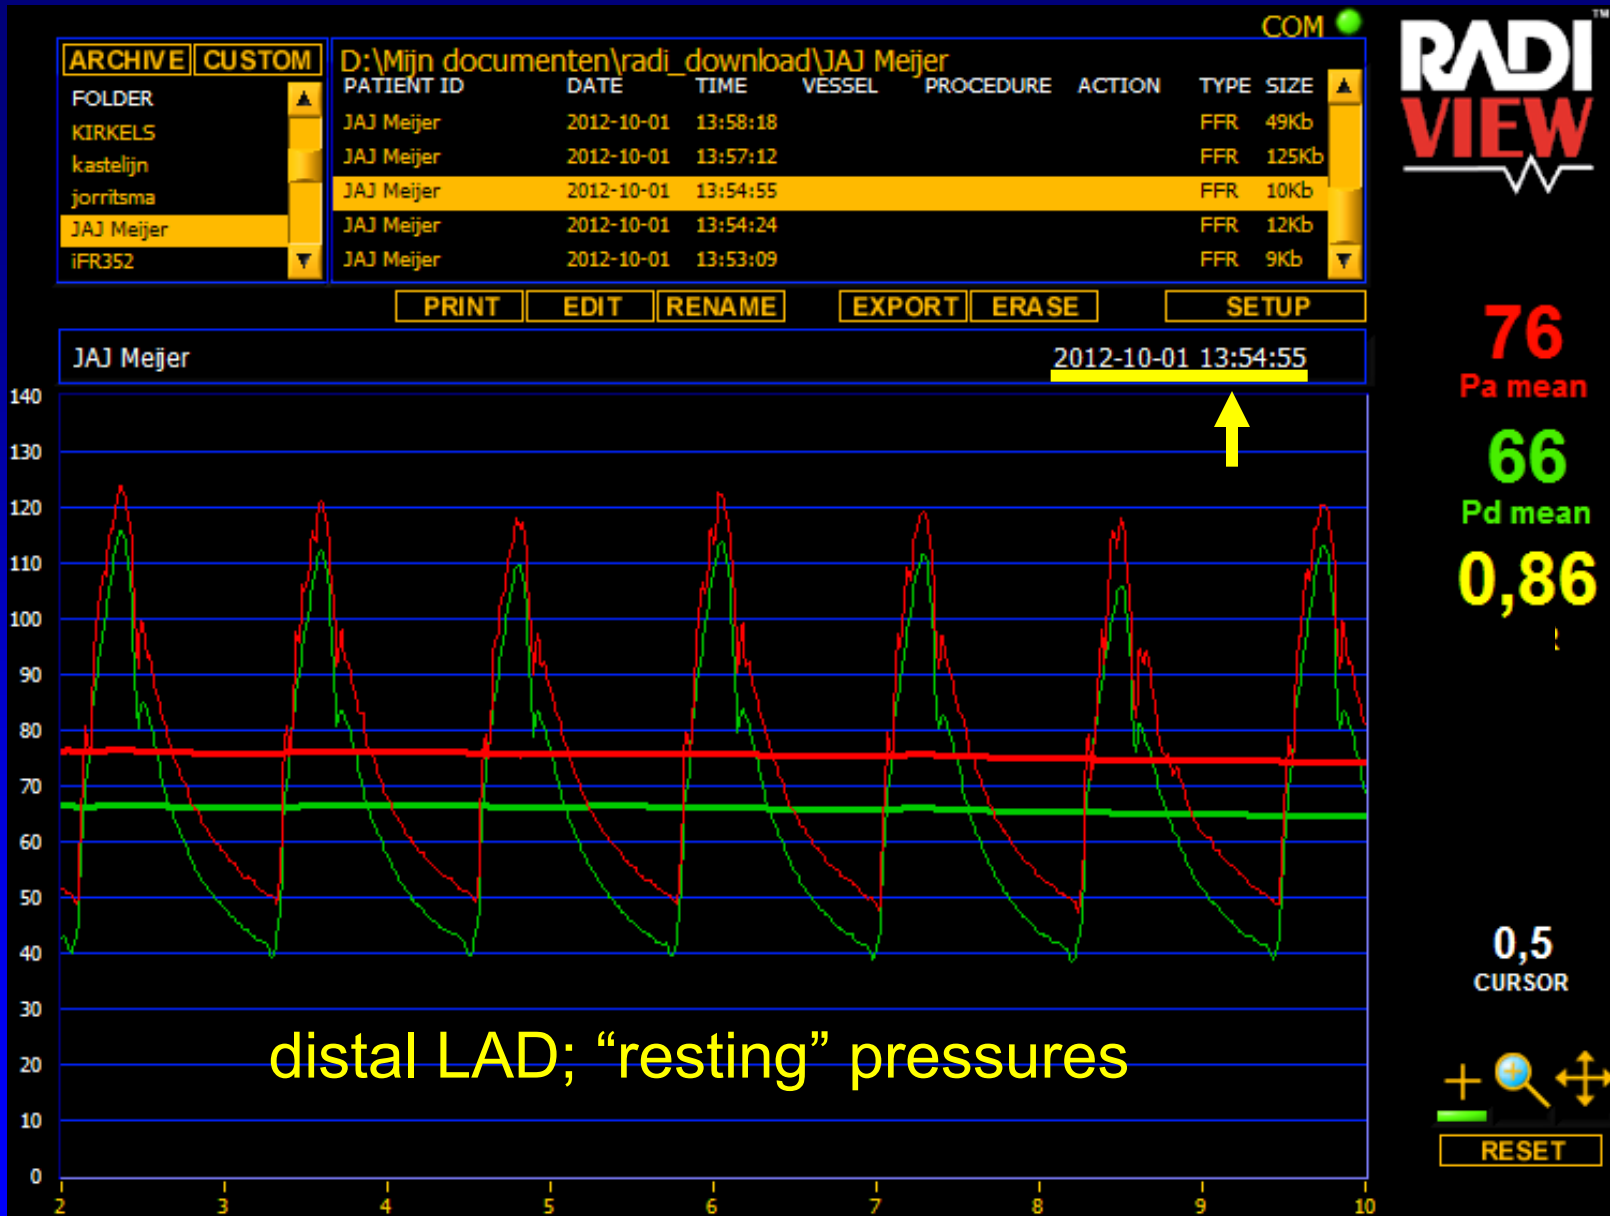 COM
RADI™
VIEW
ARCHIVE CUSTOM
D:\Mijn documenten\radi_download\JAJ Meijer
FOLDER
KIRKELS
kastelijn
jorritsma
JAJ Meijer
iFR352
PATIENT ID DATE TIME VESSEL PROCEDURE ACTION TYPE SIZE
JAJ Meijer 2012-10-01 13:58:18 FFR 49Kb
JAJ Meijer 2012-10-01 13:57:12 FFR 125Kb
JAJ Meijer 2012-10-01 13:54:55 FFR 10Kb
JAJ Meijer 2012-10-01 13:54:24 FFR 12Kb
JAJ Meijer 2012-10-01 13:53:09 FFR 9Kb
PRINT EDIT RENAME EXPORT ERASE SETUP
JAJ Meijer 2012-10-01 13:54:55
76
Pa mean
66
Pd mean
0,86
140
130
120
110
100
90
80
70
60
50
40
30
20
10
0
distal LAD; “resting” pressures
2 3 4 5 6 7 8 9 10
0,5
CURSOR
RESET